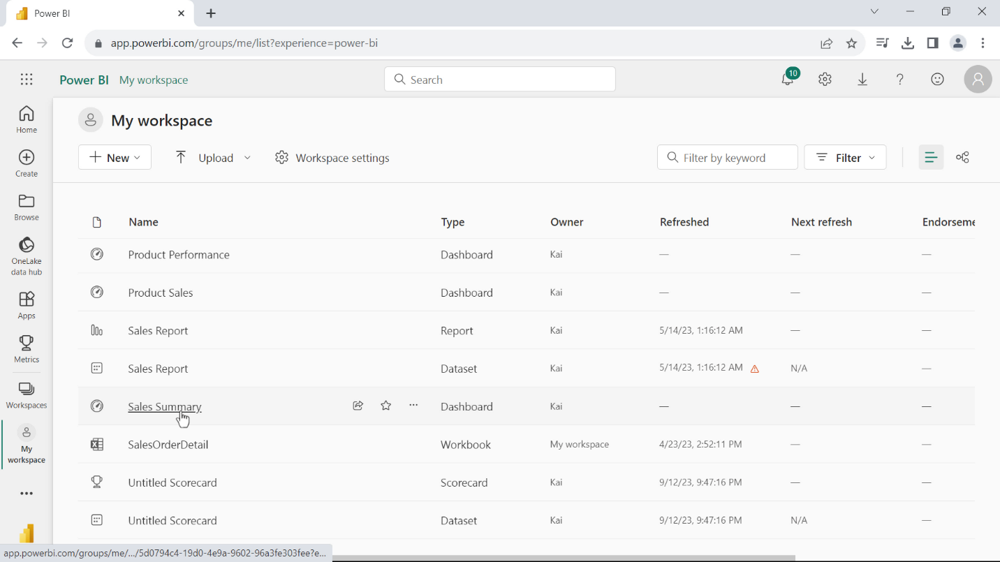 Power BI
app.powerbi.com/groups/me/list?experience=power-bi
Power BI My workspace
Search
10
Home
Create
Browse
OneLake
data hub
Apps
Metrics
Workspaces
My
workspace
My workspace
New
Upload
Workspace settings
Filter by keyword
Filter
Name Type Owner Refreshed Next refresh Endorseme
Product Performance Dashboard Kai — — —
Product Sales Dashboard Kai — — —
Sales Report Report Kai 5/14/23, 1:16:12 AM — —
Sales Report Dataset Kai 5/14/23, 1:16:12 AM N/A —
Sales Summary Dashboard Kai — — —
SalesOrderDetail Workbook My workspace 4/23/23, 2:52:11 PM — —
Untitled Scorecard Scorecard Kai 9/12/23, 9:47:16 PM — —
Untitled Scorecard Dataset Kai 9/12/23, 9:47:16 PM N/A —
app.powerbi.com/groups/me/.../5d0794c4-19d0-4e9a-9602-96a3fe303fee?e...